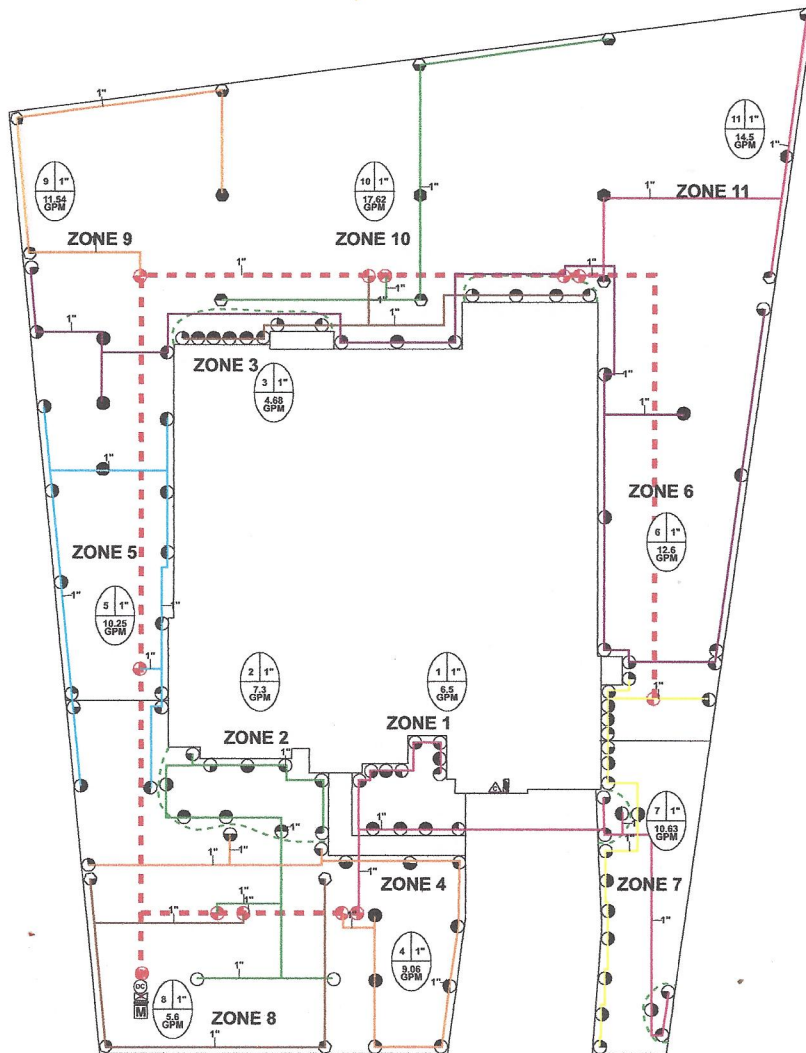 1"
11 1"
14.5
GPM
1"
9 1"
11.54
GPM
10 1"
17.62
GPM
1"
1"
ZONE 11
ZONE 9
1"
ZONE 10
1"
1"
1"
1"
1"
ZONE 3
3 1"
4.68
GPM
1"
1"
1"
ZONE 5
ZONE 6
6 1"
12.6
GPM
1"
5 1"
10.25
GPM
1"
1"
2 1"
7.3
GPM
1 1"
6.5
GPM
1"
ZONE 2
1"
ZONE 1
C
7 1"
10.63
GPM
1"
1"
1"
1"
1"
1"
ZONE 4
ZONE 7
1"
1"
1"
1"
1"
4 1"
9.06
GPM
1"
DC
M
8 1"
5.6
GPM
ZONE 8
1"